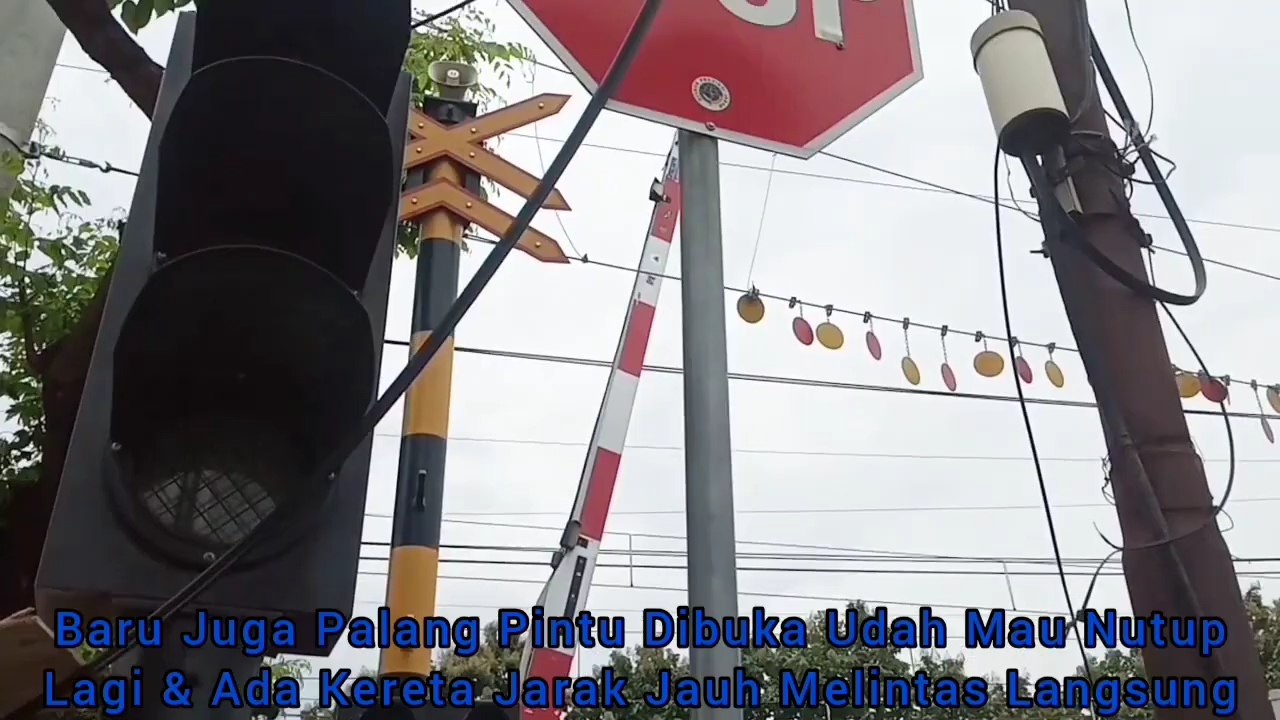 Baru Juga Palang Pintu Dibuka Udah Mau Nutup
Lagi & Ada Kereta Jarak Jauh Melintas Langsung